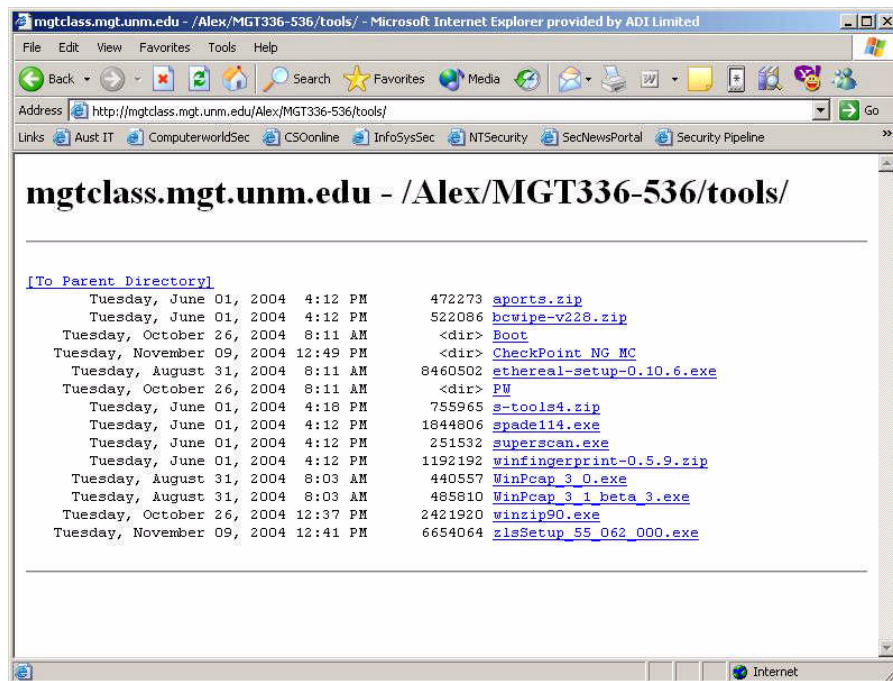 mgtclass.mgt.unm.edu - /Alex/MGT336-536/tools/ - Microsoft Internet Explorer provided by ADI Limited
File Edit View Favorites Tools Help
Back Search Favorites Media
Address http://mgtclass.mgt.unm.edu/Alex/MGT336-536/tools/ Go
Links Aust IT ComputerworldSec CSOonline InfoSysSec NTSecurity SecNewsPortal Security Pipeline »
mgtclass.mgt.unm.edu - /Alex/MGT336-536/tools/
[To Parent Directory]
Tuesday, June 01, 2004 4:12 PM 472273 aports.zip
Tuesday, June 01, 2004 4:12 PM 522086 bcwipe-v228.zip
Tuesday, October 26, 2004 8:11 AM <dir> Boot
Tuesday, November 09, 2004 12:49 PM <dir> CheckPoint NG MC
Tuesday, August 31, 2004 8:11 AM 8460502 ethereal-setup-0.10.6.exe
Tuesday, October 26, 2004 8:11 AM <dir> PW
Tuesday, June 01, 2004 4:18 PM 755965 s-tools4.zip
Tuesday, June 01, 2004 4:12 PM 1844806 spade114.exe
Tuesday, June 01, 2004 4:12 PM 251532 superscan.exe
Tuesday, June 01, 2004 4:12 PM 1192192 winfingerprint-0.5.9.zip
Tuesday, August 31, 2004 8:03 AM 440557 WinPcap_3_0.exe
Tuesday, August 31, 2004 8:03 AM 485810 WinPcap_3_1_beta_3.exe
Tuesday, October 26, 2004 12:37 PM 2421920 winzip90.exe
Tuesday, November 09, 2004 12:41 PM 6654064 zlsSetup_55_062_000.exe
Internet